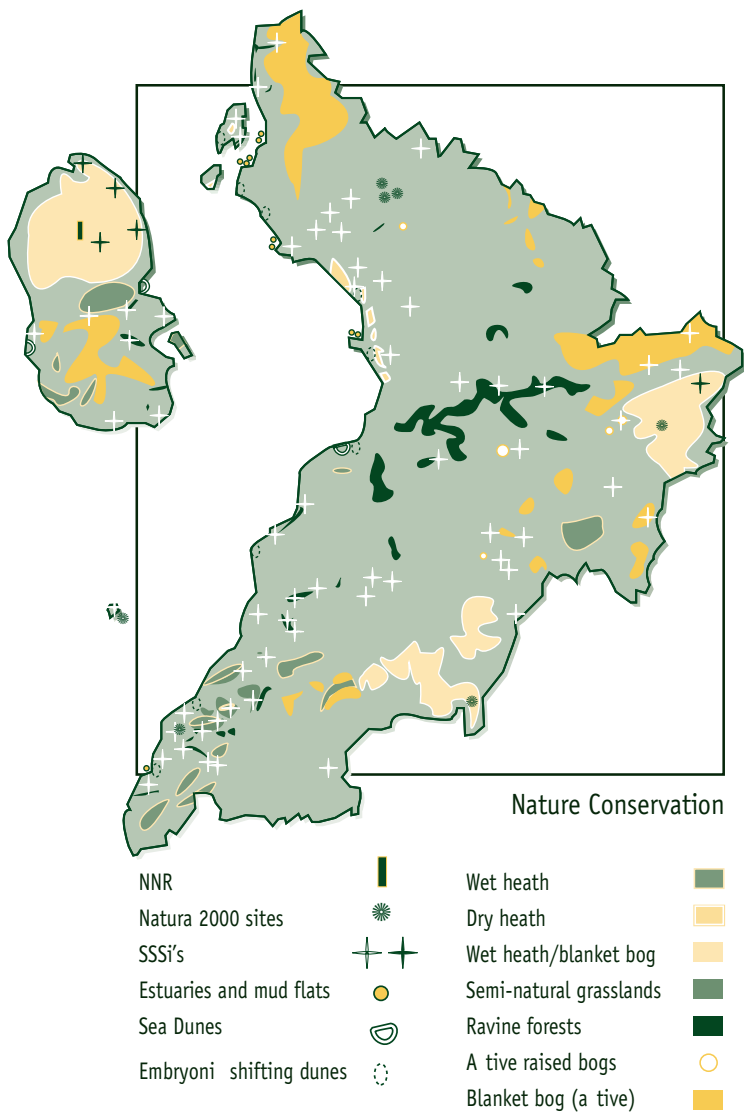 Nature Conservation
NNR
Natura 2000 sites
SSSi's
Estuaries and mud flats
Sea Dunes
Embryoni shifting dunes
Wet heath
Dry heath
Wet heath/blanket bog
Semi-natural grasslands
Ravine forests
A tive raised bogs
Blanket bog (a tive)